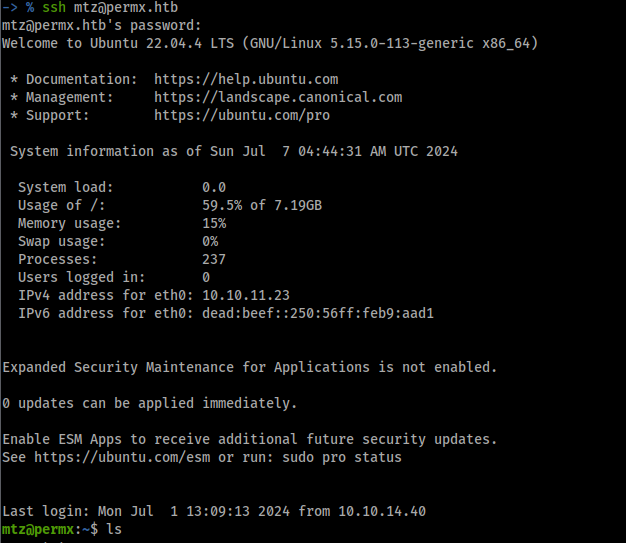 -> % ssh mtz@permx.htb
mtz@permx.htb's password:
Welcome to Ubuntu 22.04.4 LTS (GNU/Linux 5.15.0-113-generic x86_64)
* Documentation:  https://help.ubuntu.com
* Management:     https://landscape.canonical.com
* Support:        https://ubuntu.com/pro
System information as of Sun Jul  7 04:44:31 AM UTC 2024
System load:           0.0
Usage of /:            59.5% of 7.19GB
Memory usage:          15%
Swap usage:            0%
Processes:             237
Users logged in:       0
IPv4 address for eth0: 10.10.11.23
IPv6 address for eth0: dead:beef::250:56ff:feb9:aad1
Expanded Security Maintenance for Applications is not enabled.
0 updates can be applied immediately.
Enable ESM Apps to receive additional future security updates.
See https://ubuntu.com/esm or run: sudo pro status
Last login: Mon Jul  1 13:09:13 2024 from 10.10.14.40
mtz@permx:~$ ls